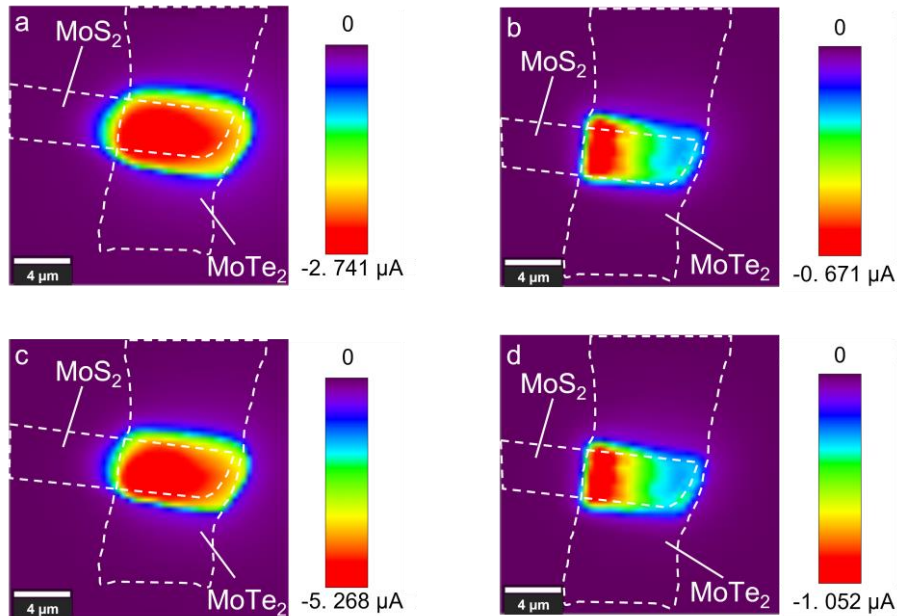 a
MoS₂
MoTe₂
4 µm
0
-2. 741 µA
b
MoS₂
MoTe₂
4 µm
0
-0. 671 µA
c
MoS₂
MoTe₂
4 µm
0
-5. 268 µA
d
MoS₂
MoTe₂
4 µm
0
-1. 052 µA